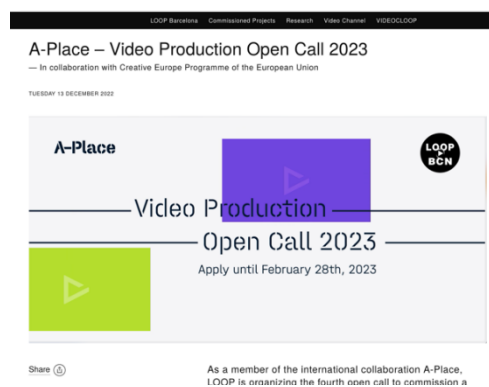 LOOP Barcelona Commissioned Projects Research Video Channel VIDEOCLOOP
A-Place – Video Production Open Call 2023
— In collaboration with Creative Europe Programme of the European Union
TUESDAY 13 DECEMBER 2022
A-Place
LOOP
BCN
Video Production
Open Call 2023
Apply until February 28th, 2023
Share
As a member of the international collaboration A-Place,
LOOP is organizing the fourth open call to commission a